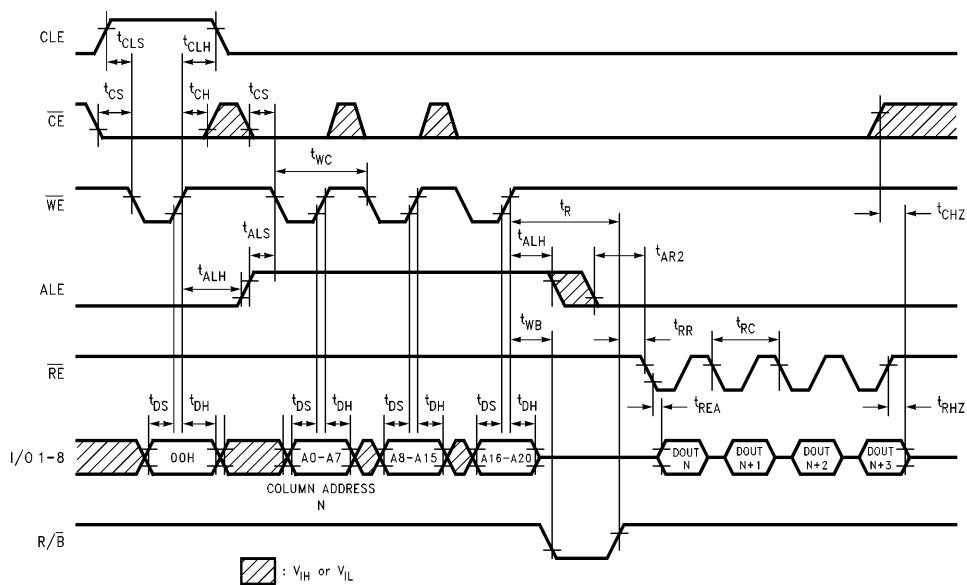 CLE
tCLS
tCLH
tCS
tCH
tCS
CE
tWC
WE
tALS
tR
tCHZ
tALH
tALH
tAR2
ALE
tWB
tRR
tRC
RE
tDS
tDH
tDS
tDH
tDS
tDH
tDS
tDH
tREA
tRHZ
I/O 1-8
00H
A0-A7
A8-A15
A16-A20
DOUT
N
DOUT
N+1
DOUT
N+2
DOUT
N+3
COLUMN ADDRESS
N
R/B
: VIH or VIL